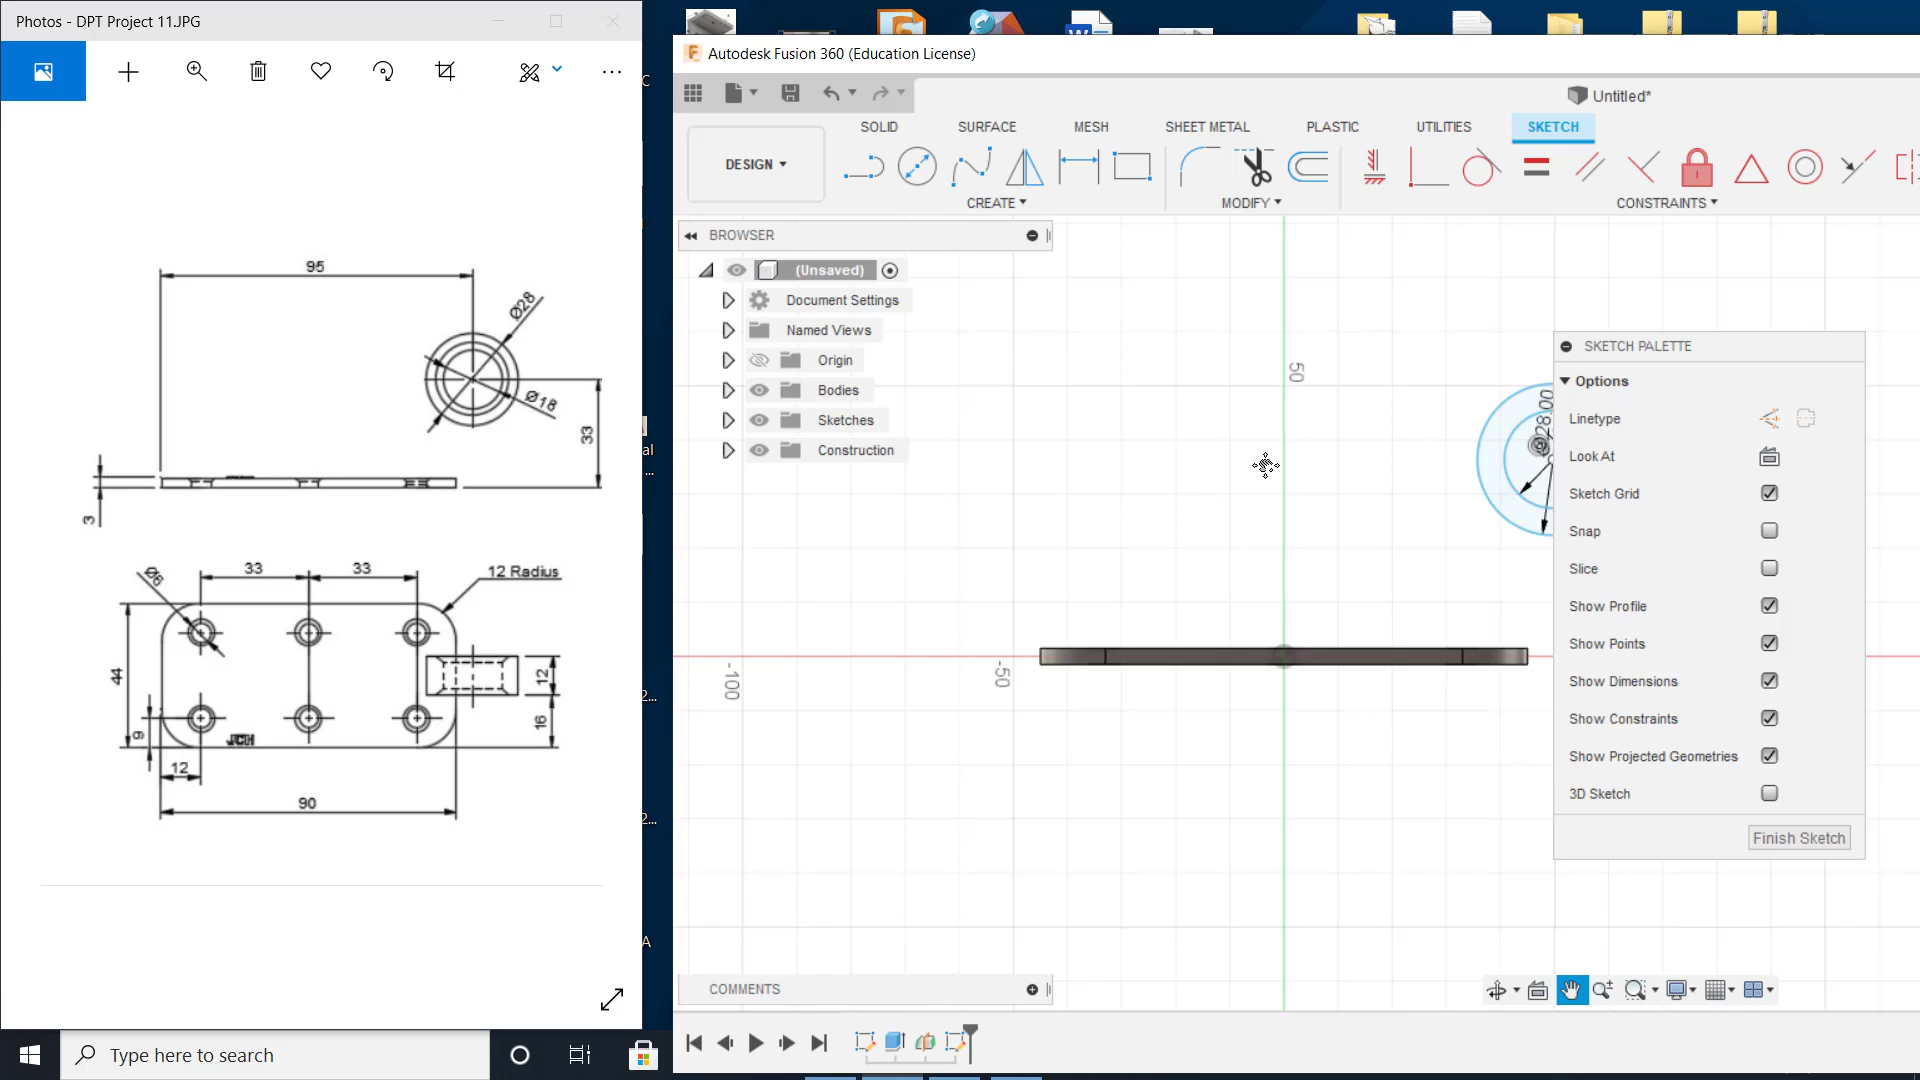 Photos - DPT Project 11.JPG
95
Ø28
Ø18
33
3
Ø6
33
33
12 Radius
44
12
16
9
JCH
12
90
Type here to search
Autodesk Fusion 360 (Education License)
Untitled*
SOLID
SURFACE
MESH
SHEET METAL
PLASTIC
UTILITIES
SKETCH
DESIGN
CREATE
MODIFY
CONSTRAINTS
BROWSER
(Unsaved)
Document Settings
Named Views
Origin
Bodies
Sketches
Construction
50
-100
-50
SKETCH PALETTE
Options
Linetype
Look At
Sketch Grid
Snap
Slice
Show Profile
Show Points
Show Dimensions
Show Constraints
Show Projected Geometries
3D Sketch
Finish Sketch
COMMENTS